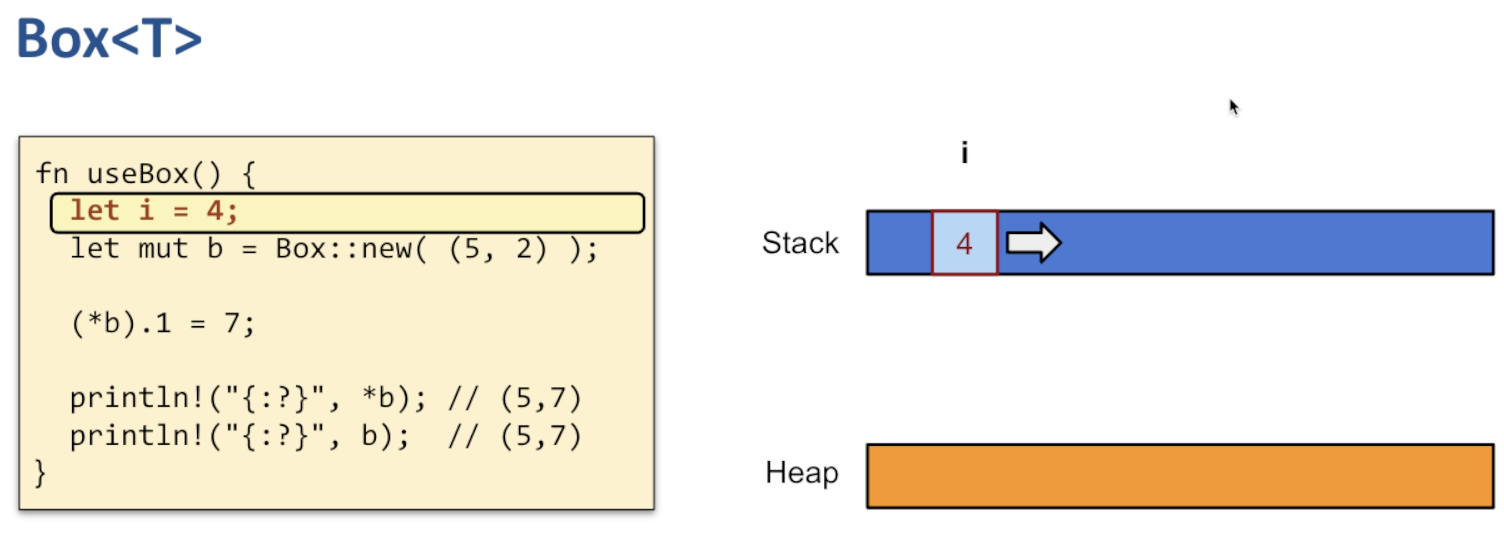 Box<T>
fn useBox() {
let i = 4;
let mut b = Box::new( (5, 2) );
(*b).1 = 7;
println!("{:?}", *b); // (5,7)
println!("{:?}", b);  // (5,7)
}
i
Stack
4
Heap